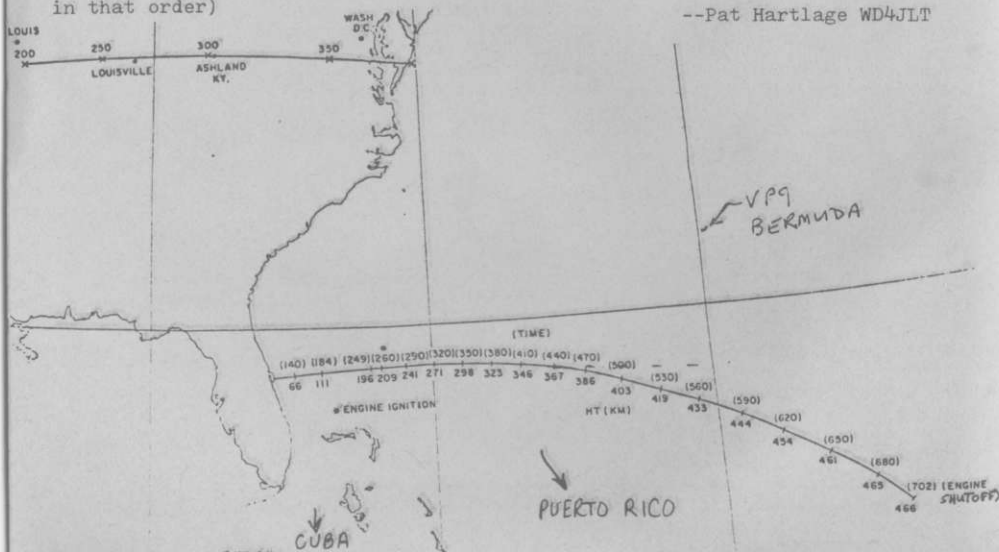 in that order)
--Pat Hartlage WD4JLT
LOUIS
WASH
D'C
200 250 300 350
LOUISVILLE
ASHLAND
KY.
VP9
BERMUDA
(TIME)
(140) (184) (249) (260) (290) (320) (350) (380) (410) (440) (470) (500) (530) (560) (590) (620) (650) (680) (702) (ENGINE
SHUTOFF)
66 111 196 209 241 271 298 323 346 367 386 403 419 433 444 454 461 465 466
ENGINE IGNITION
HT (KM)
PUERTO RICO
CUBA